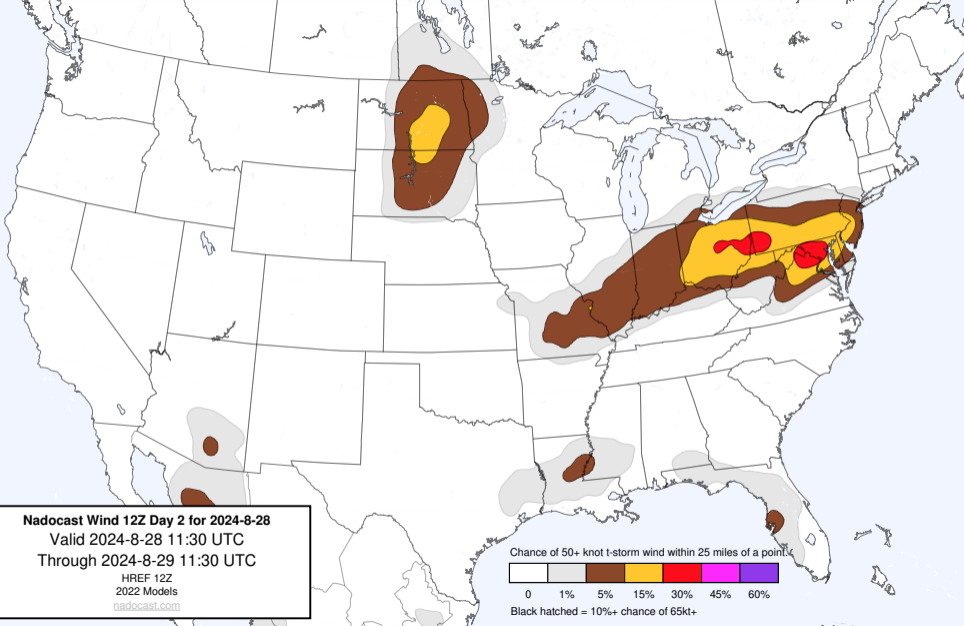 Nadocast Wind 12Z Day 2 for 2024-8-28
Valid 2024-8-28 11:30 UTC
Through 2024-8-29 11:30 UTC
HREF 12Z
2022 Models
nadocast.com
Chance of 50+ knot t-storm wind within 25 miles of a point.
0 1% 5% 15% 30% 45% 60%
Black hatched = 10%+ chance of 65kt+